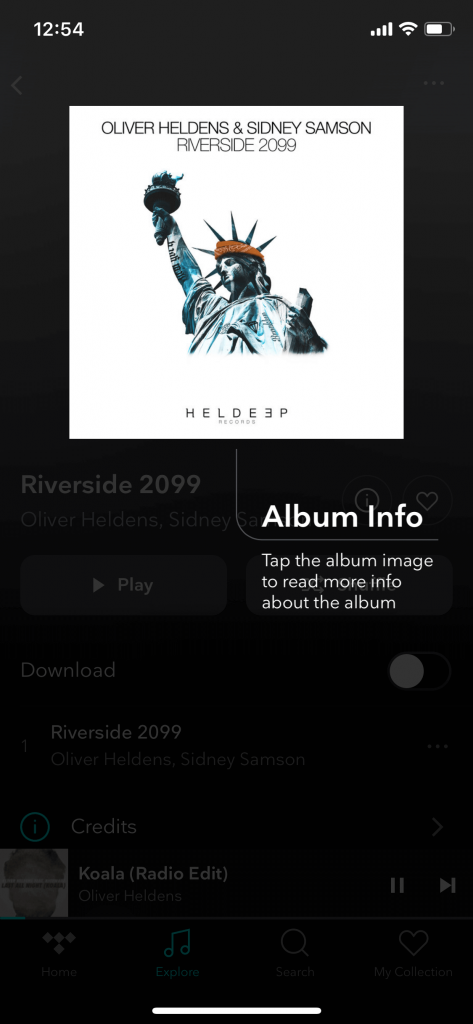 12:54
OLIVER HELDENS & SIDNEY SAMSON
RIVERSIDE 2099
HELDEEP
RECORDS
Riverside 2099
Oliver Heldens, Sidney
Album Info
Tap the album image
to read more info
about the album
Play
Shuffle
Download
1
Riverside 2099
Oliver Heldens, Sidney Samson
Credits
Koala (Radio Edit)
Oliver Heldens
Home
Explore
Search
My Collection